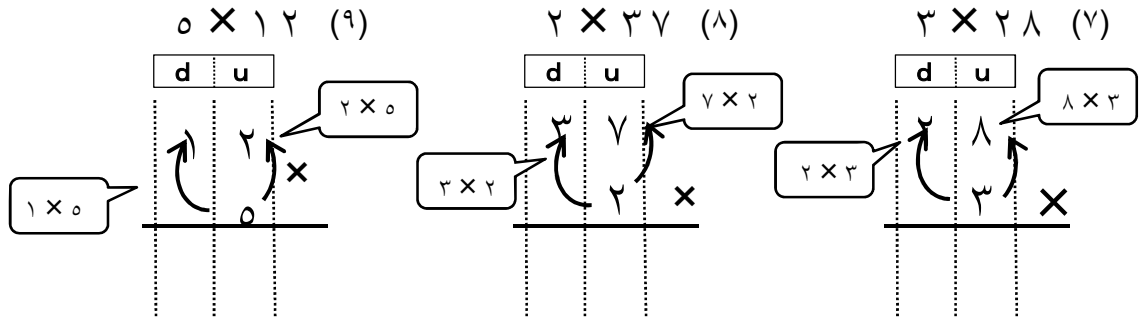 (٧) ٢٨ × ٣
d u
٢ ٨
٣ × ٨
٣ × ٢
٣ ×
(٨) ٣٧ × ٢
d u
٣ ٧
٢ × ٧
٢ × ٣
٢ ×
(٩) ١٢ × ٥
d u
١ ٢
٥ × ٢
×
٥ × ١
٥